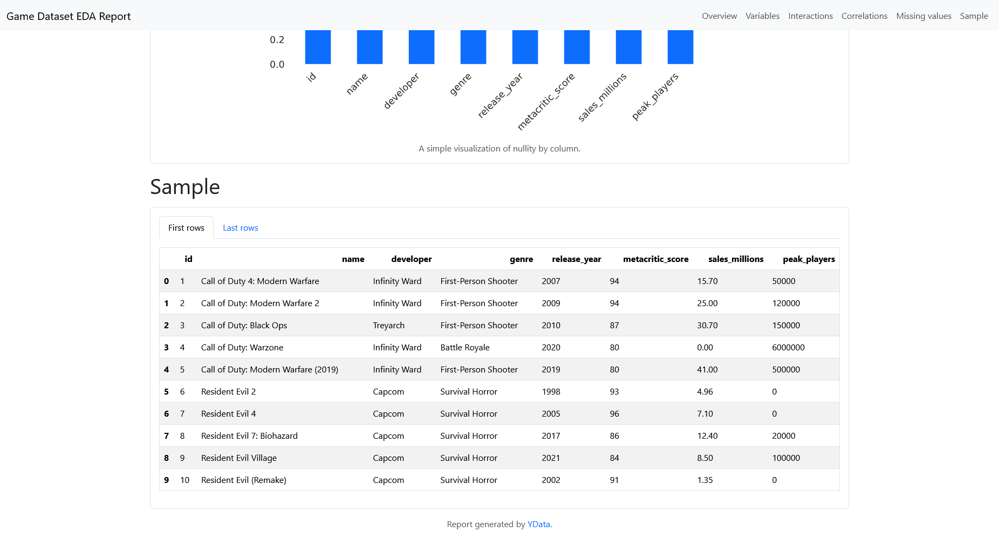 Game Dataset EDA Report Overview Variables Interactions Correlations Missing values Sample
0.2
0.0
id name developer genre release_year metacritic_score sales_millions peak_players
A simple visualization of nullity by column.
Sample
First rows Last rows
id name developer genre release_year metacritic_score sales_millions peak_players
0 1 Call of Duty 4: Modern Warfare Infinity Ward First-Person Shooter 2007 94 15.70 50000
1 2 Call of Duty: Modern Warfare 2 Infinity Ward First-Person Shooter 2009 94 25.00 120000
2 3 Call of Duty: Black Ops Treyarch First-Person Shooter 2010 87 30.70 150000
3 4 Call of Duty: Warzone Infinity Ward Battle Royale 2020 80 0.00 6000000
4 5 Call of Duty: Modern Warfare (2019) Infinity Ward First-Person Shooter 2019 80 41.00 500000
5 6 Resident Evil 2 Capcom Survival Horror 1998 93 4.96 0
6 7 Resident Evil 4 Capcom Survival Horror 2005 96 7.10 0
7 8 Resident Evil 7: Biohazard Capcom Survival Horror 2017 86 12.40 20000
8 9 Resident Evil Village Capcom Survival Horror 2021 84 8.50 100000
9 10 Resident Evil (Remake) Capcom Survival Horror 2002 91 1.35 0
Report generated by YData.